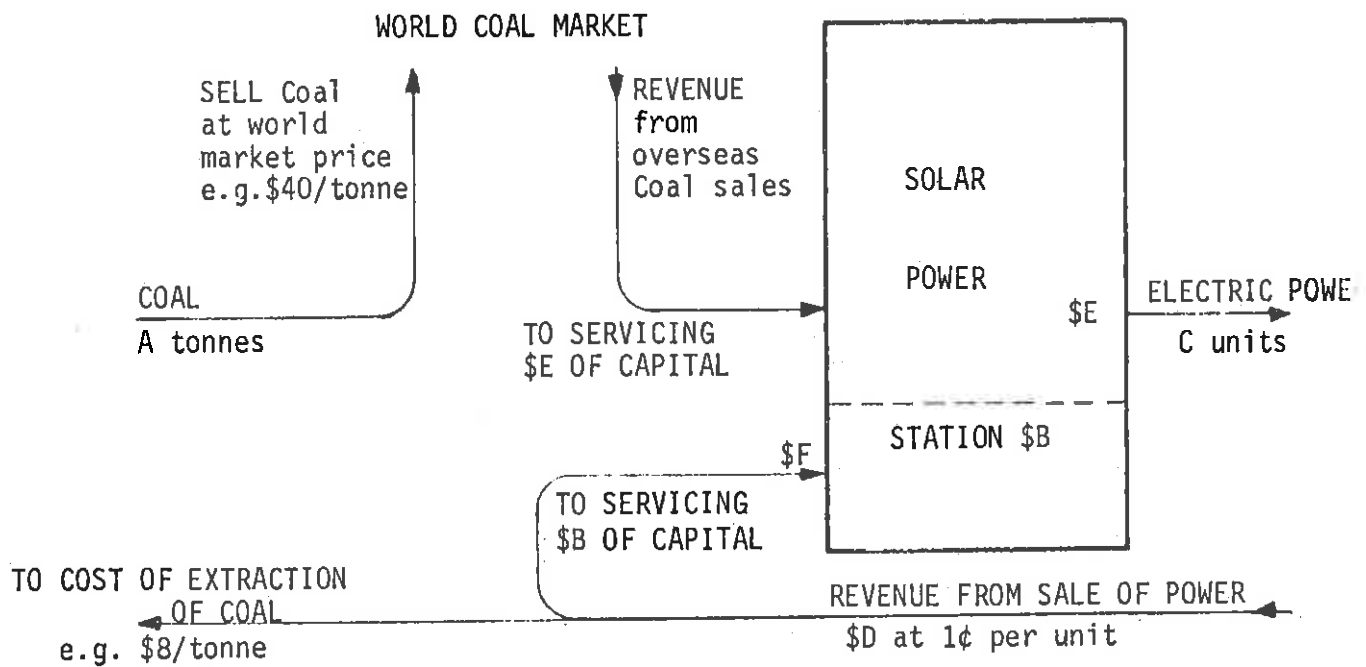 WORLD COAL MARKET
SELL Coal
at world
market price
e.g.$40/tonne
REVENUE
from
overseas
Coal sales
SOLAR
POWER
COAL
A tonnes
TO SERVICING
$E OF CAPITAL
$E
ELECTRIC POWE
C units
STATION $B
$F
TO SERVICING
$B OF CAPITAL
TO COST OF EXTRACTION
OF COAL
e.g. $8/tonne
REVENUE FROM SALE OF POWER
$D at 1¢ per unit